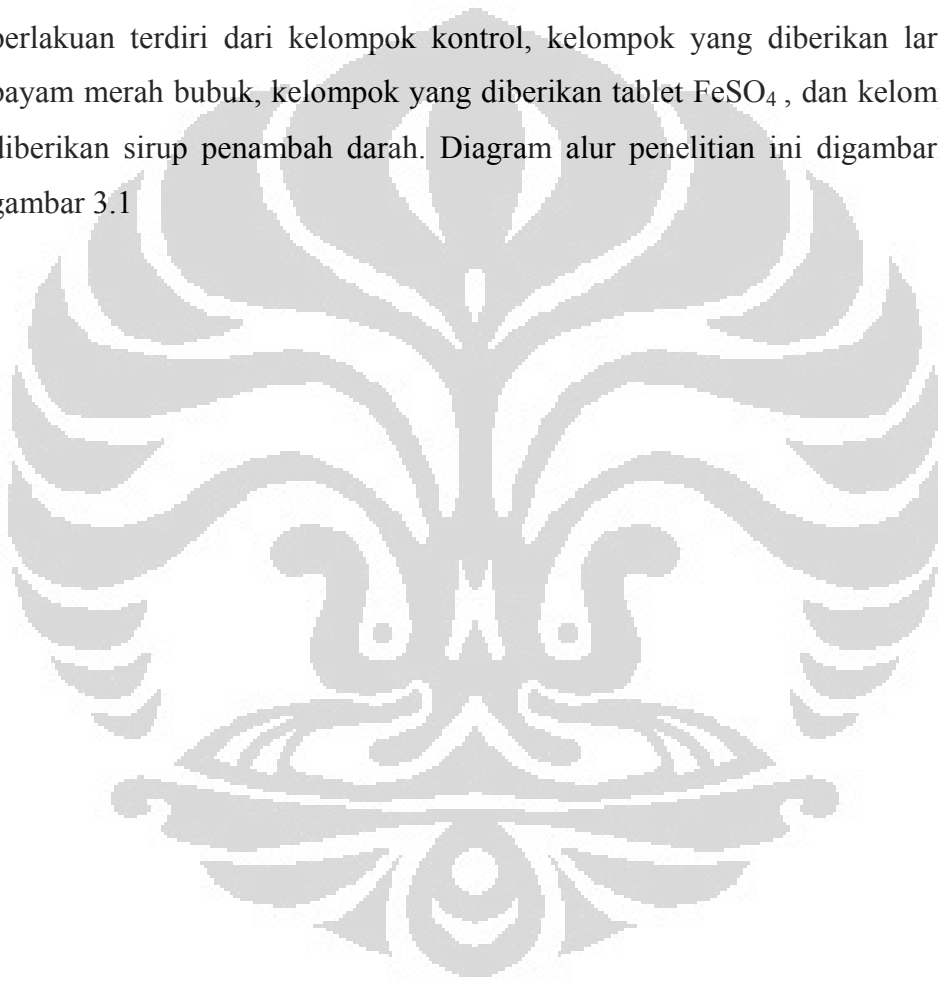 perlakuan terdiri dari kelompok kontrol, kelompok yang diberikan lar
bayam merah bubuk, kelompok yang diberikan tablet FeSO₄ , dan kelom
diberikan sirup penambah darah. Diagram alur penelitian ini digambar
gambar 3.1